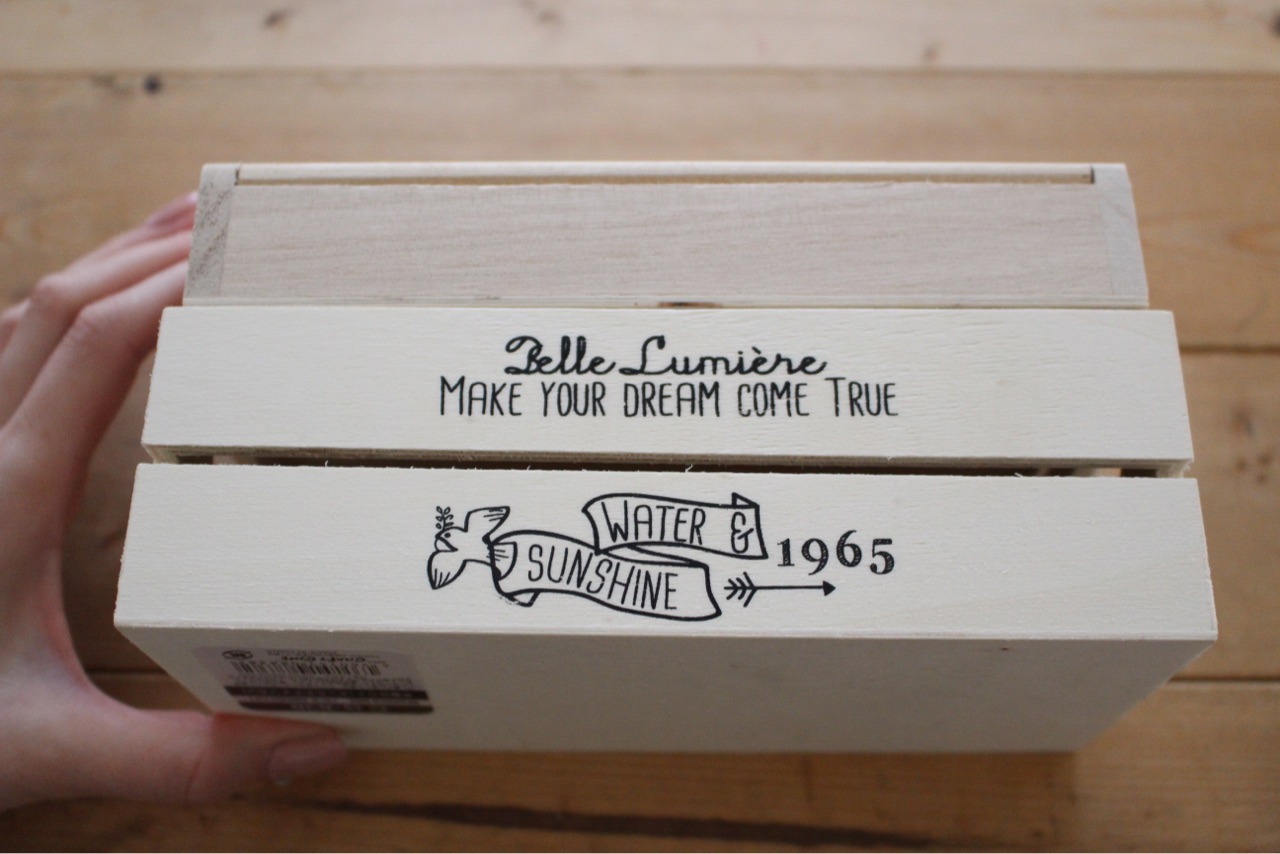 Belle Lumière
MAKE YOUR DREAM COME TRUE
WATER &
SUNSHINE
1965